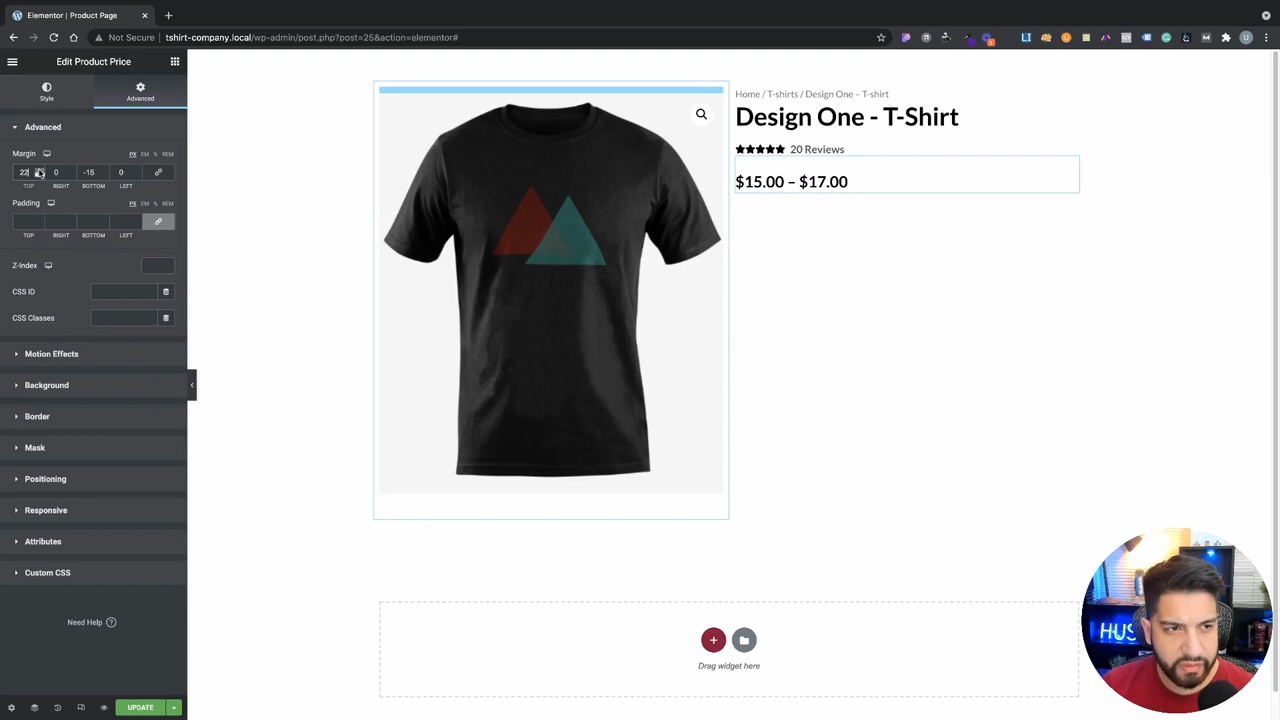 Elementor | Product Page
Not Secure | tshirt-company.local/wp-admin/post.php?post=25&action=elementor#
U
Edit Product Price
Style
Advanced
Advanced
Margin
PX EM % REM
22 0 -15 0
TOP RIGHT BOTTOM LEFT
Padding
PX EM % REM
TOP RIGHT BOTTOM LEFT
Z-Index
CSS ID
CSS Classes
Motion Effects
Background
Border
Mask
Positioning
Responsive
Attributes
Custom CSS
Need Help ?
UPDATE
Home / T-shirts / Design One – T-shirt
Design One - T-Shirt
20 Reviews
$15.00 – $17.00
Drag widget here
HUS